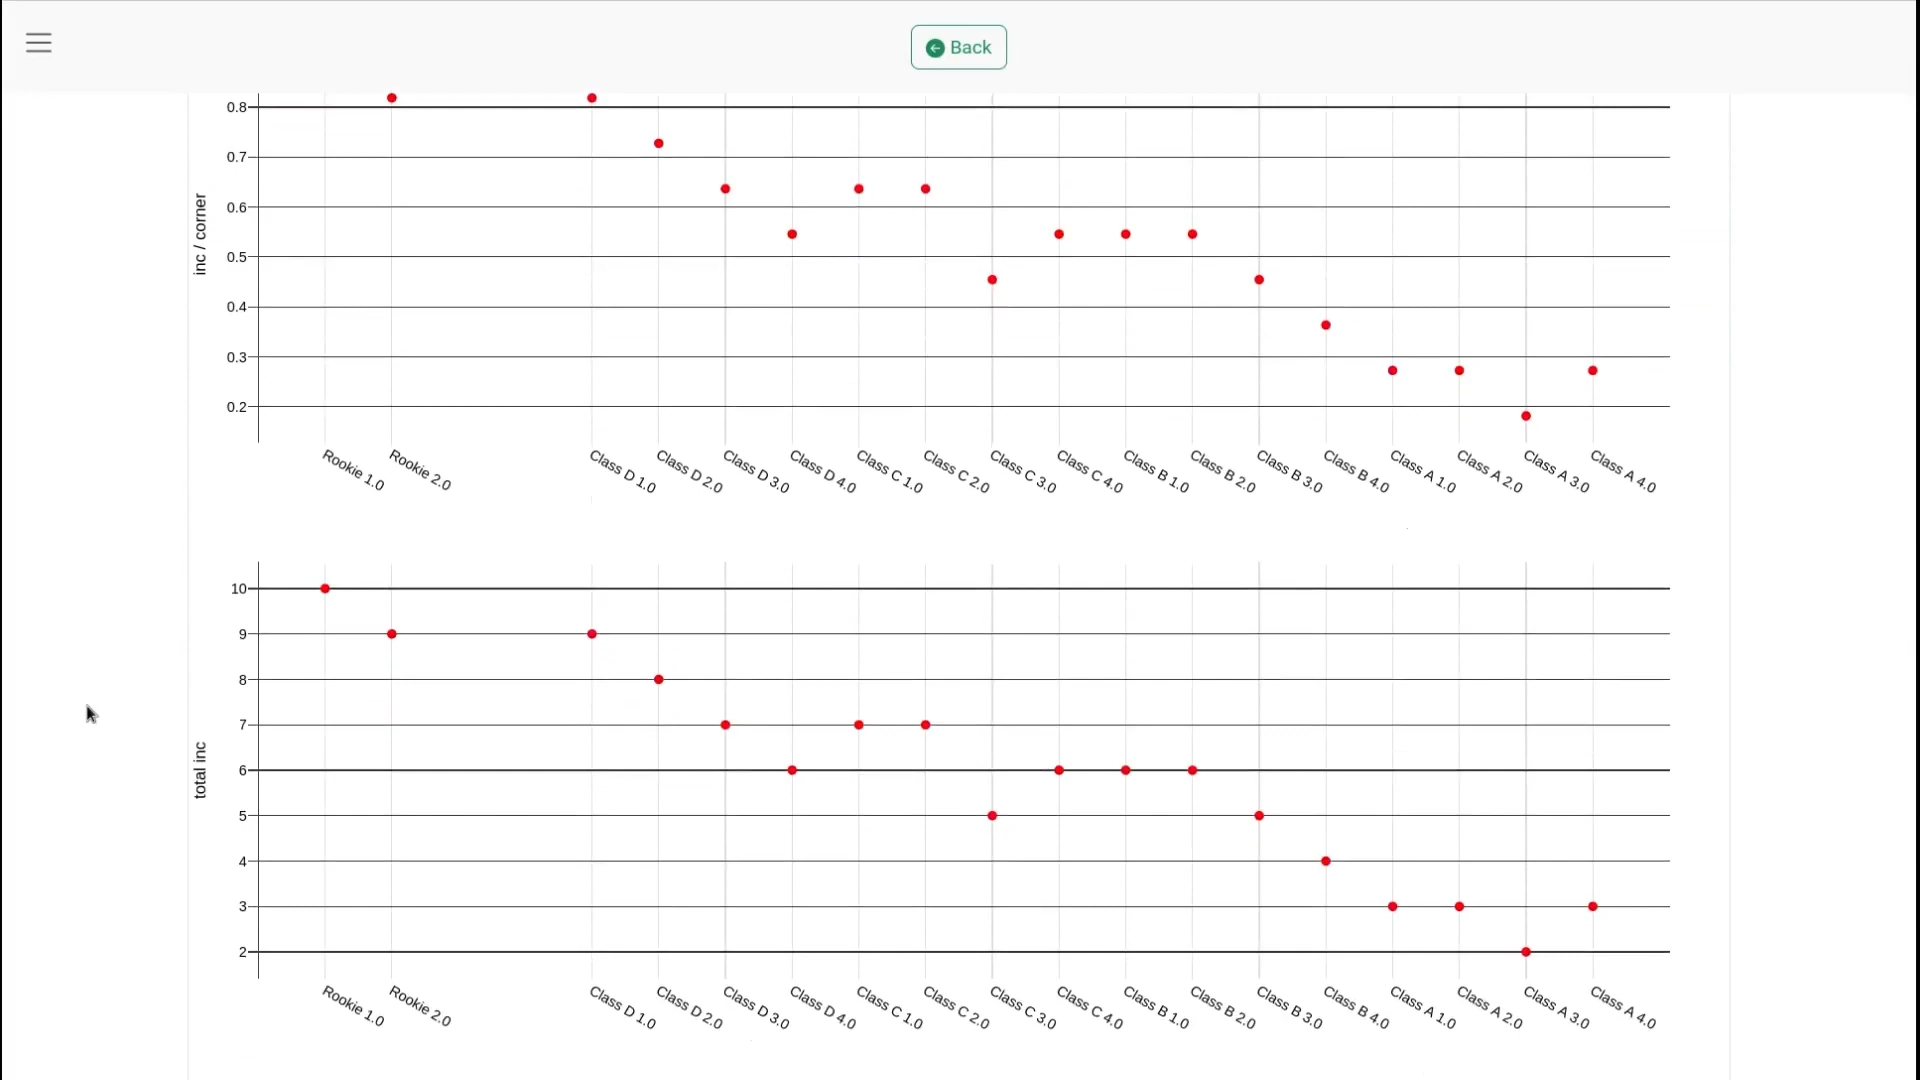 Back
0.8
0.7
0.6
0.5
0.4
0.3
0.2
inc / corner
Rookie 1.0
Rookie 2.0
Class D 1.0
Class D 2.0
Class D 3.0
Class D 4.0
Class C 1.0
Class C 2.0
Class C 3.0
Class C 4.0
Class B 1.0
Class B 2.0
Class B 3.0
Class B 4.0
Class A 1.0
Class A 2.0
Class A 3.0
Class A 4.0
10
9
8
7
6
5
4
3
2
total inc
Rookie 1.0
Rookie 2.0
Class D 1.0
Class D 2.0
Class D 3.0
Class D 4.0
Class C 1.0
Class C 2.0
Class C 3.0
Class C 4.0
Class B 1.0
Class B 2.0
Class B 3.0
Class B 4.0
Class A 1.0
Class A 2.0
Class A 3.0
Class A 4.0